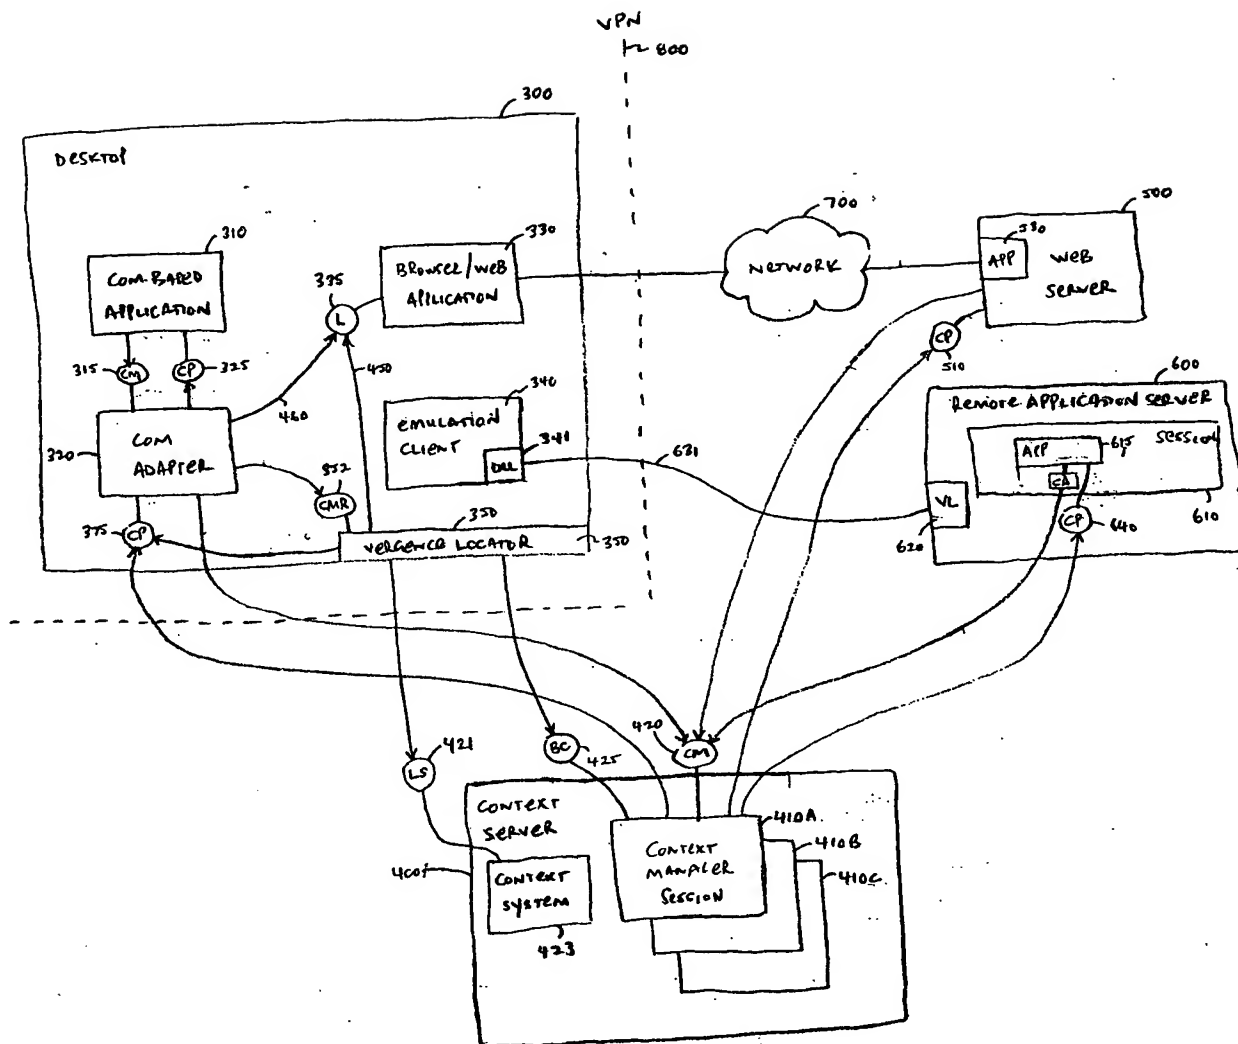 VPN
800
300
DESKTOP
310
COM-BASED
APPLICATION
330
BROWSER/WEB
APPLICATION
335
L
315
CM
CP
325
450
460
320
COM
ADAPTER
340
EMULATION
CLIENT
341
DLL
352
CMR
375
CP
350
VERGENCE LOCATOR
350
700
NETWORK
500
530
APP
WEB
SERVER
CP
510
600
REMOTE APPLICATION SERVER
APP
615
SESSION
CA
CP
640
610
VL
620
631
421
LS
BC
425
420
CM
CONTEXT
SERVER
400
CONTEXT
SYSTEM
423
CONTEXT
MANAGER
SESSION
410A
410B
410C